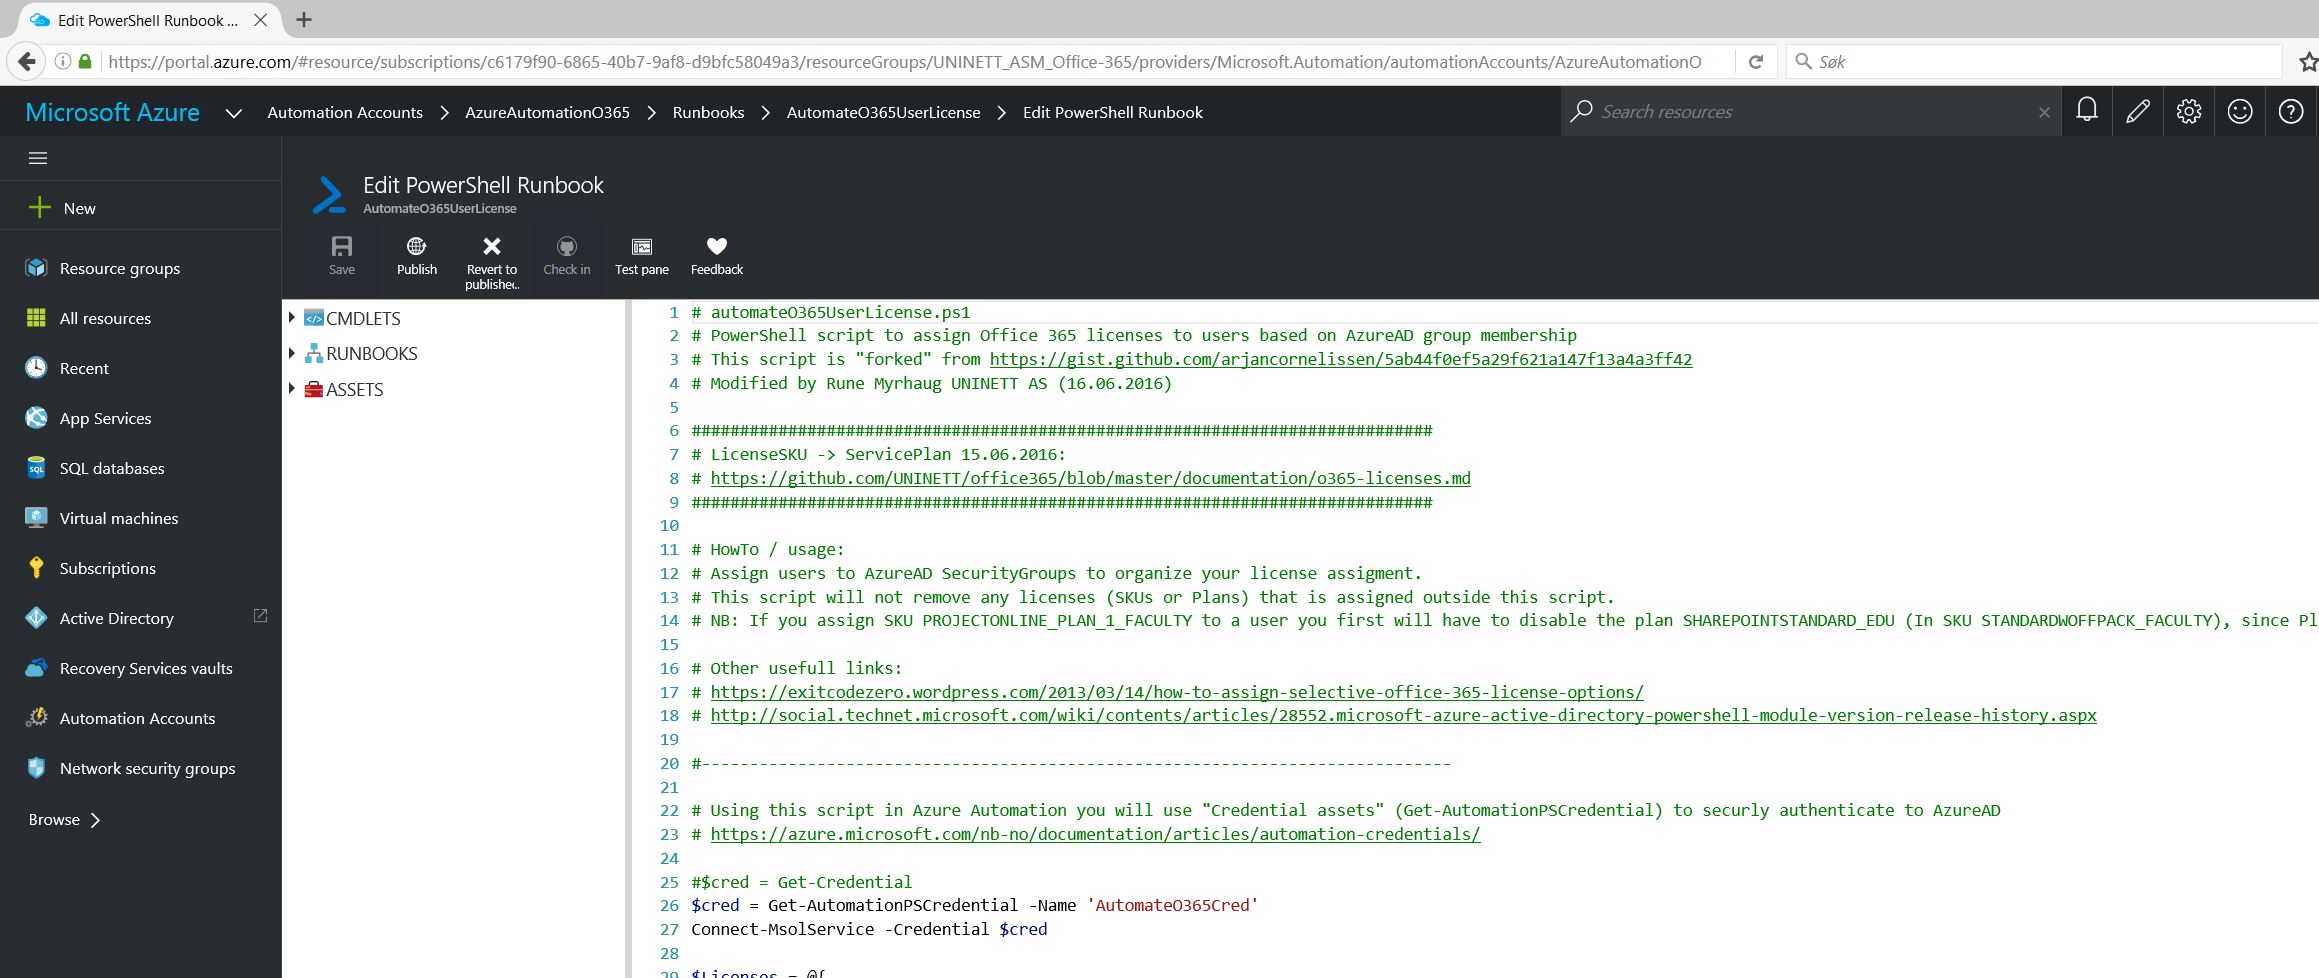 Edit PowerShell Runbook ...
https://portal.azure.com/#resource/subscriptions/c6179f90-6865-40b7-9af8-d9bfc58049a3/resourceGroups/UNINETT_ASM_Office-365/providers/Microsoft.Automation/automationAccounts/AzureAutomationO
Søk
Microsoft Azure
Automation Accounts > AzureAutomationO365 > Runbooks > AutomateO365UserLicense > Edit PowerShell Runbook
Search resources
New
Resource groups
All resources
Recent
App Services
SQL databases
Virtual machines
Subscriptions
Active Directory
Recovery Services vaults
Automation Accounts
Network security groups
Browse >
Edit PowerShell Runbook
AutomateO365UserLicense
Save
Publish
Revert to
publishe..
Check in
Test pane
Feedback
CMDLETS
RUNBOOKS
ASSETS
1 # automateO365UserLicense.ps1
2 # PowerShell script to assign Office 365 licenses to users based on AzureAD group membership
3 # This script is "forked" from https://gist.github.com/arjancornelissen/5ab44f0ef5a29f621a147f13a4a3ff42
4 # Modified by Rune Myrhaug UNINETT AS (16.06.2016)
5
6 #############################################################################
7 # LicenseSKU -> ServicePlan 15.06.2016:
8 # https://github.com/UNINETT/office365/blob/master/documentation/o365-licenses.md
9 #############################################################################
10
11 # HowTo / usage:
12 # Assign users to AzureAD SecurityGroups to organize your license assigment.
13 # This script will not remove any licenses (SKUs or Plans) that is assigned outside this script.
14 # NB: If you assign SKU PROJECTONLINE_PLAN_1_FACULTY to a user you first will have to disable the plan SHAREPOINTSTANDARD_EDU (In SKU STANDARDWOFFPACK_FACULTY), since Pl
15
16 # Other usefull links:
17 # https://exitcodezero.wordpress.com/2013/03/14/how-to-assign-selective-office-365-license-options/
18 # http://social.technet.microsoft.com/wiki/contents/articles/28552.microsoft-azure-active-directory-powershell-module-version-release-history.aspx
19
20 #------------------------------------------------------------------------------
21
22 # Using this script in Azure Automation you will use "Credential assets" (Get-AutomationPSCredential) to securly authenticate to AzureAD
23 # https://azure.microsoft.com/nb-no/documentation/articles/automation-credentials/
24
25 #$cred = Get-Credential
26 $cred = Get-AutomationPSCredential -Name 'AutomateO365Cred'
27 Connect-MsolService -Credential $cred
28
29 $Licenses = @{